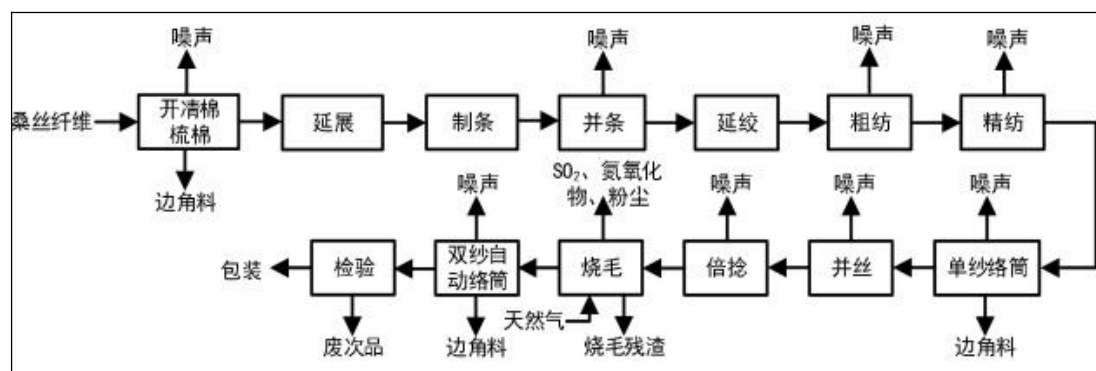 噪声
噪声
噪声
噪声
桑丝纤维
开清棉
梳棉
延展
制条
并条
延绞
粗纺
精纺
边角料
SO₂、氮氧化
物、粉尘
噪声
噪声
噪声
噪声
包装
检验
双纱自
动络筒
烧毛
倍捻
并丝
单纱络筒
天然气
废次品
边角料
烧毛残渣
边角料